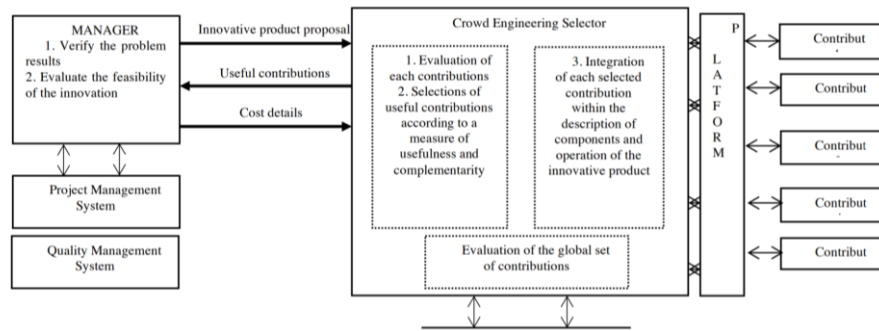 MANAGER
1. Verify the problem
results
2. Evaluate the feasibility
of the innovation
Innovative product proposal
Useful contributions
Cost details
Project Management
System
Quality Management
System
Crowd Engineering Selector
1. Evaluation of
each contributions
2. Selections of
useful contributions
according to a
measure of
usefulness and
complementarity
3. Integration
of each selected
contribution
within the
description of
components and
operation of the
innovative product
Evaluation of the global set
of contributions
P
L
A
T
F
O
R
M
Contribut
Contribut
Contribut
Contribut
Contribut